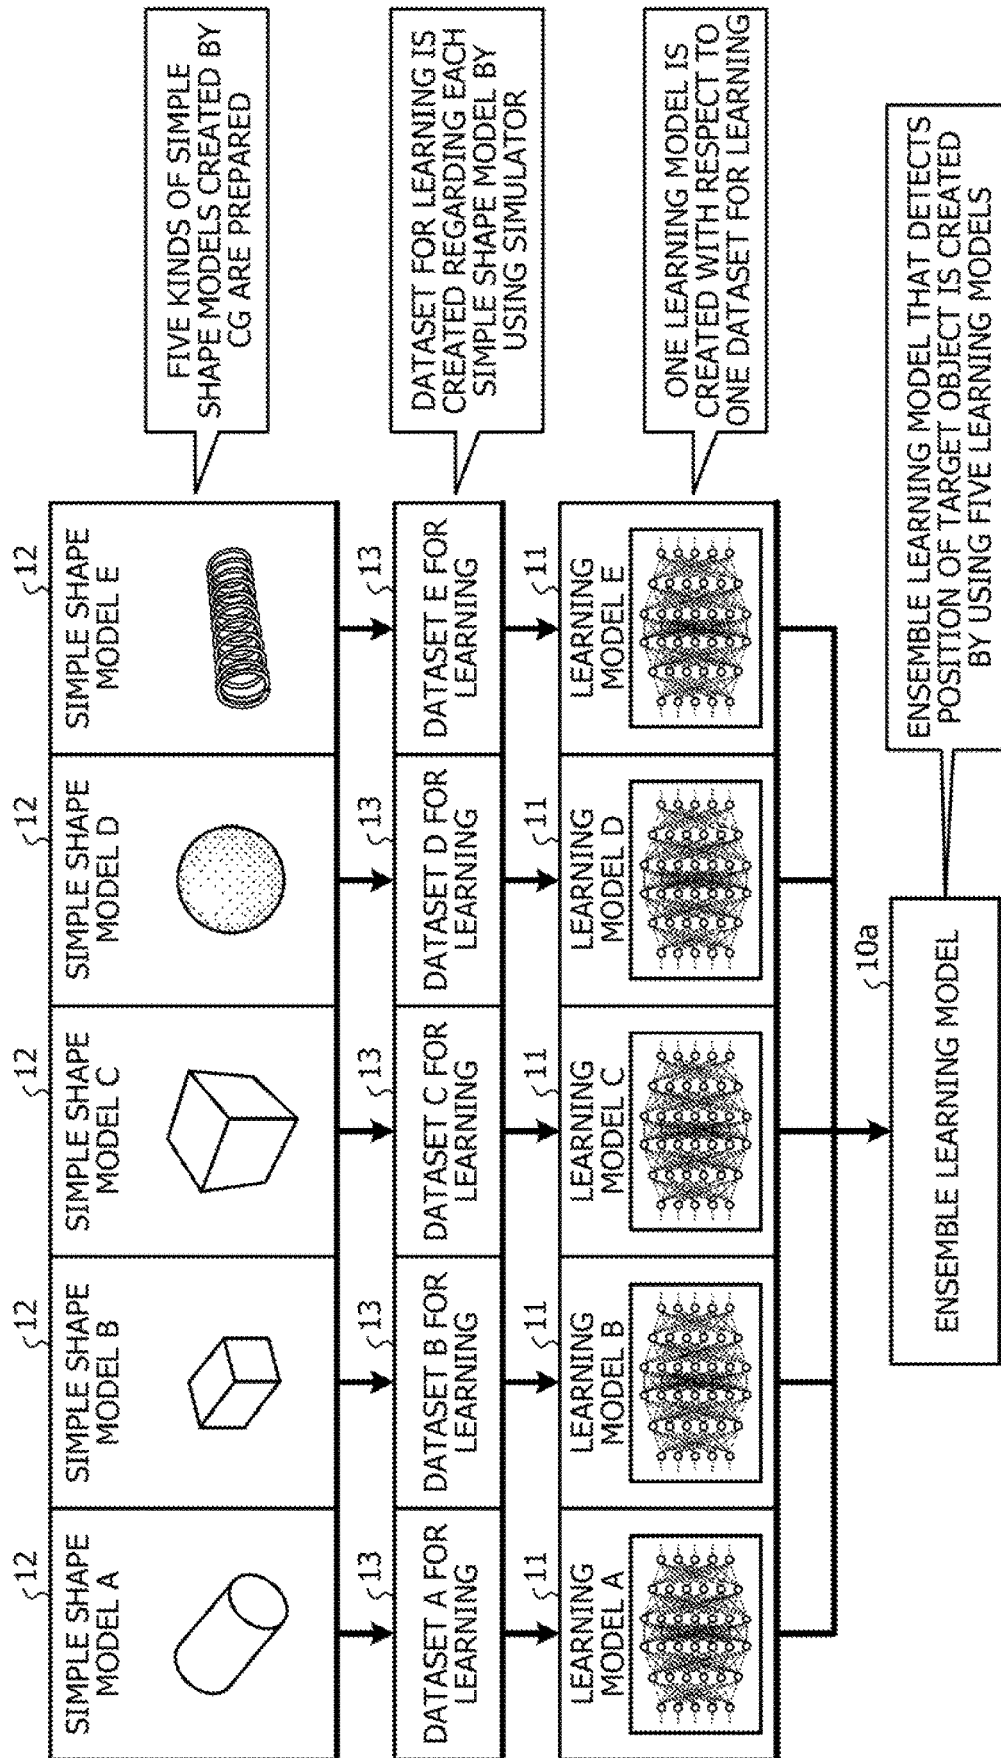 12
12
12
12
12
SIMPLE SHAPE
MODEL A
SIMPLE SHAPE
MODEL B
SIMPLE SHAPE
MODEL C
SIMPLE SHAPE
MODEL D
SIMPLE SHAPE
MODEL E
FIVE KINDS OF SIMPLE
SHAPE MODELS CREATED BY
CG ARE PREPARED
13
13
13
13
13
DATASET A FOR
LEARNING
DATASET B FOR
LEARNING
DATASET C FOR
LEARNING
DATASET D FOR
LEARNING
DATASET E FOR
LEARNING
DATASET FOR LEARNING IS
CREATED REGARDING EACH
SIMPLE SHAPE MODEL BY
USING SIMULATOR
11
11
11
11
11
LEARNING
MODEL A
LEARNING
MODEL B
LEARNING
MODEL C
LEARNING
MODEL D
LEARNING
MODEL E
ONE LEARNING MODEL IS
CREATED WITH RESPECT TO
ONE DATASET FOR LEARNING
10a
ENSEMBLE LEARNING MODEL
ENSEMBLE LEARNING MODEL THAT DETECTS
POSITION OF TARGET OBJECT IS CREATED
BY USING FIVE LEARNING MODELS